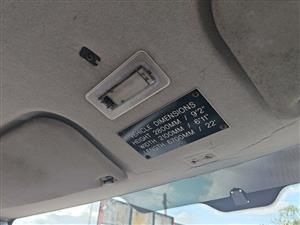 VEHICLE DIMENSIONS
HEIGHT 2800MM / 9'2"
WIDTH 2100MM / 6'11"
LENGTH 6700MM / 22'